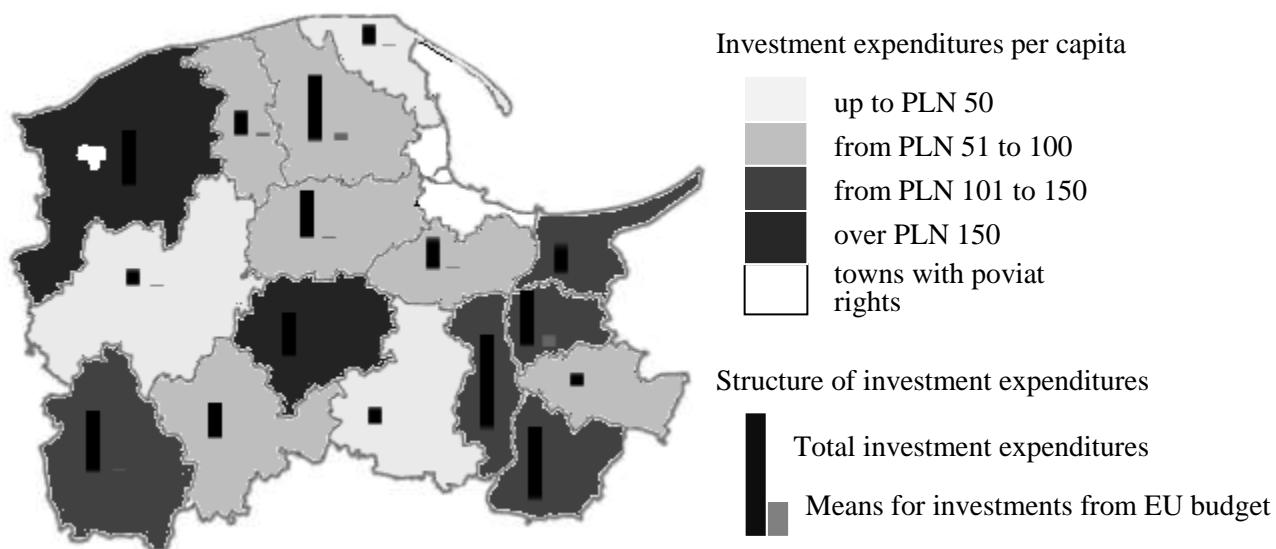 Investment expenditures per capita
up to PLN 50
from PLN 51 to 100
from PLN 101 to 150
over PLN 150
towns with poviat
rights
Structure of investment expenditures
Total investment expenditures
Means for investments from EU budget